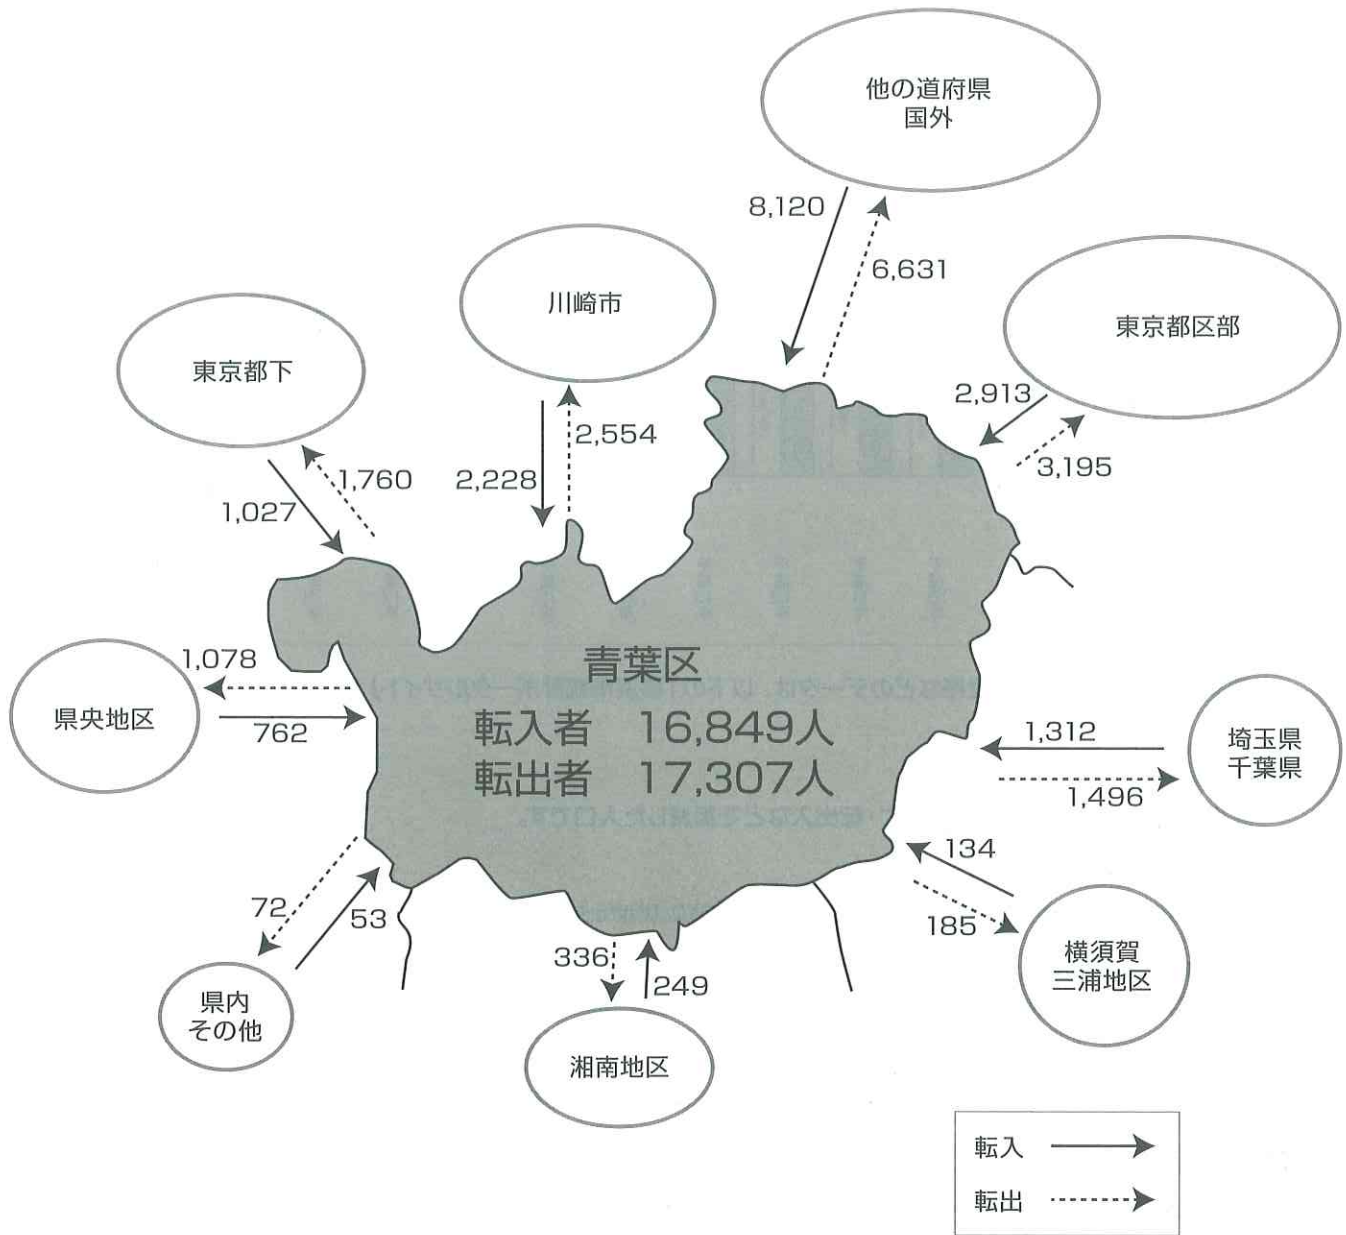 他の道府県
国外
8,120
6,631
川崎市
東京都区部
東京都下
2,913
3,195
2,554
2,228
1,760
1,027
青葉区
転入者　16,849人
転出者　17,307人
1,078
県央地区
762
1,312
埼玉県
千葉県
1,496
134
185
横須賀
三浦地区
72
53
県内
その他
336
249
湘南地区
転入
転出